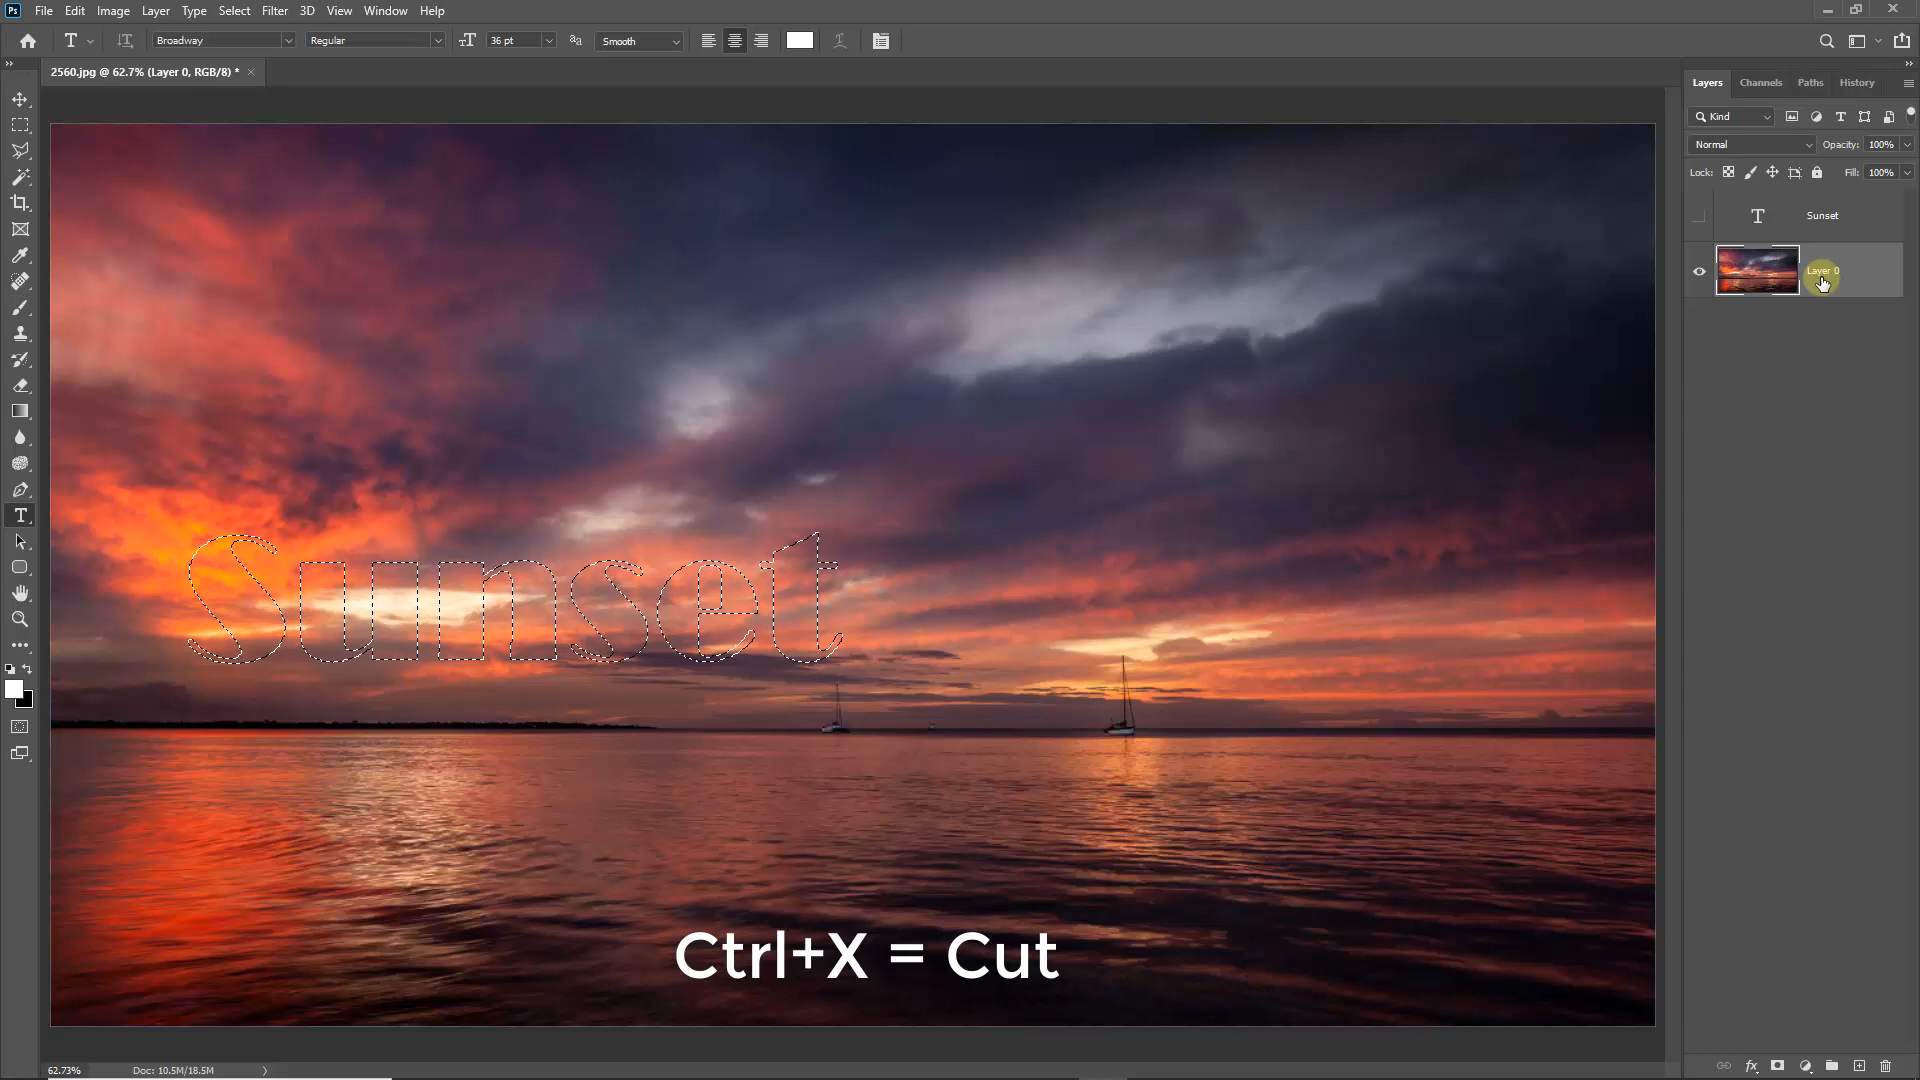 Ps File Edit Image Layer Type Select Filter 3D View Window Help
T Broadway Regular 36 pt Smooth
2560.jpg @ 62.7% (Layer 0, RGB/8) * ×
Layers Channels Paths History
Kind
Normal Opacity: 100%
Lock: Fill: 100%
T Sunset
Layer 0
Sunset
Ctrl+X = Cut
62.73% Doc: 10.5M/18.5M